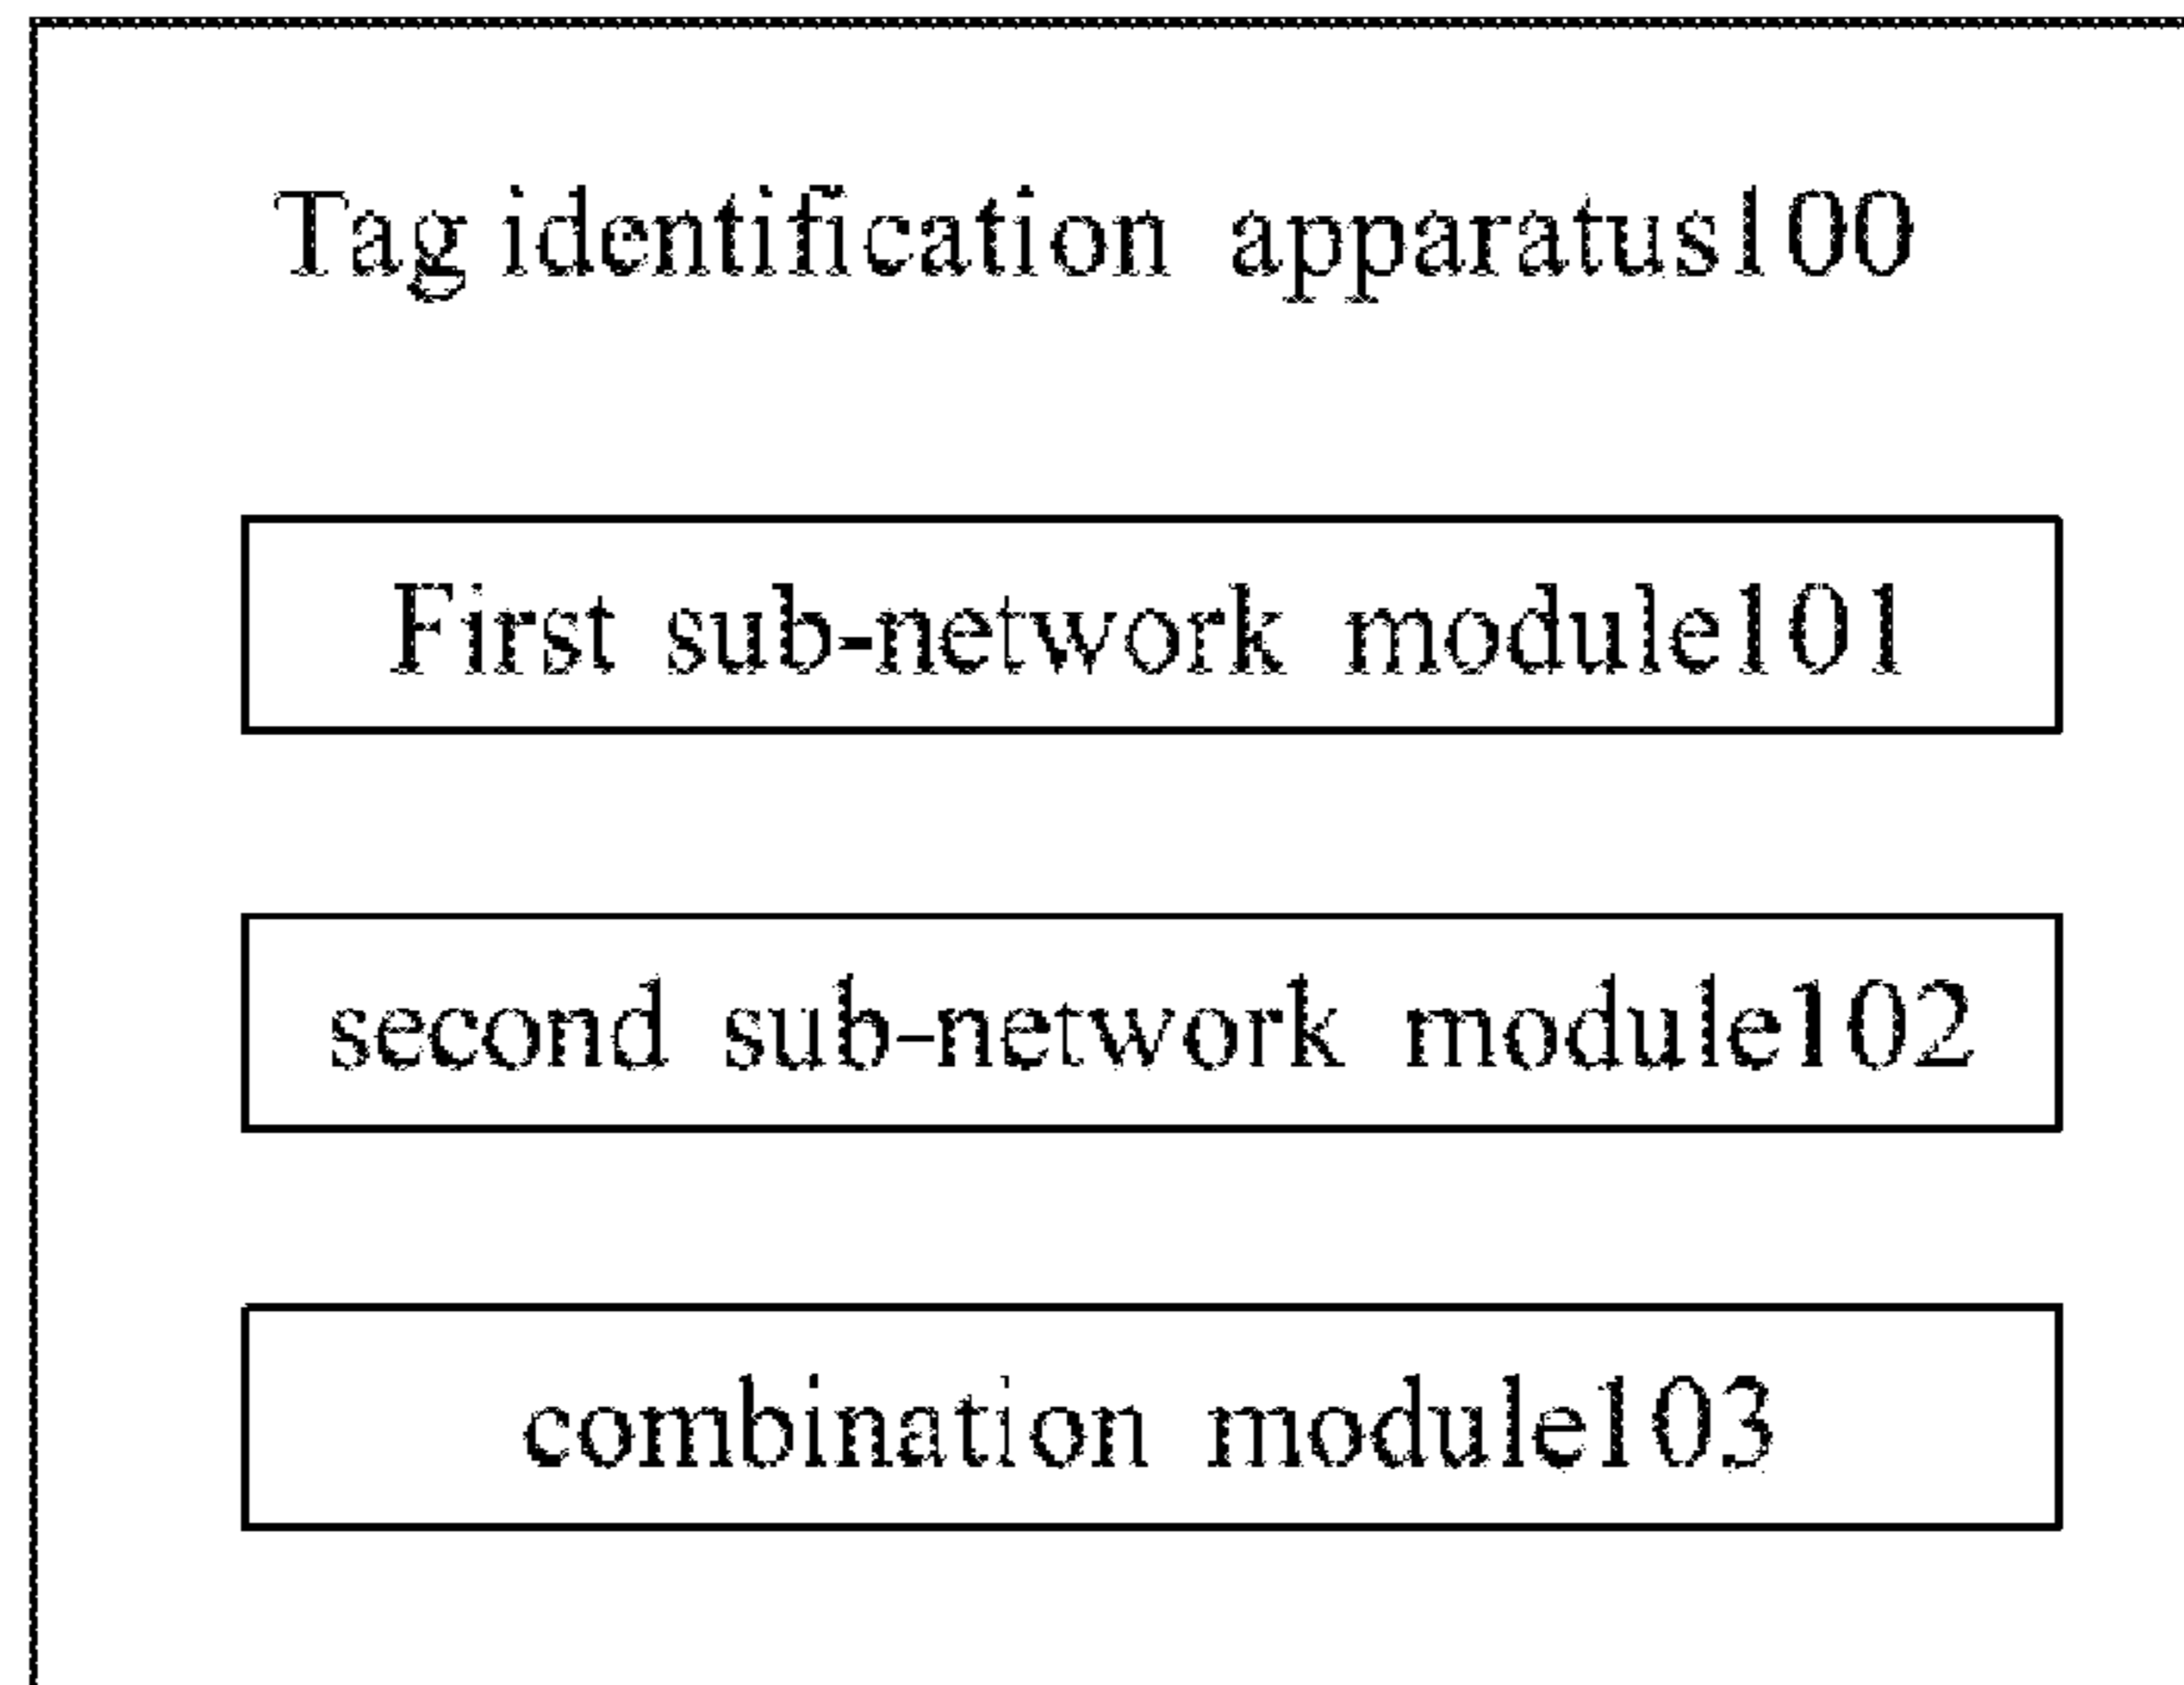 Tag identification apparatus100
First sub-network module101
second sub-network module102
combination module103